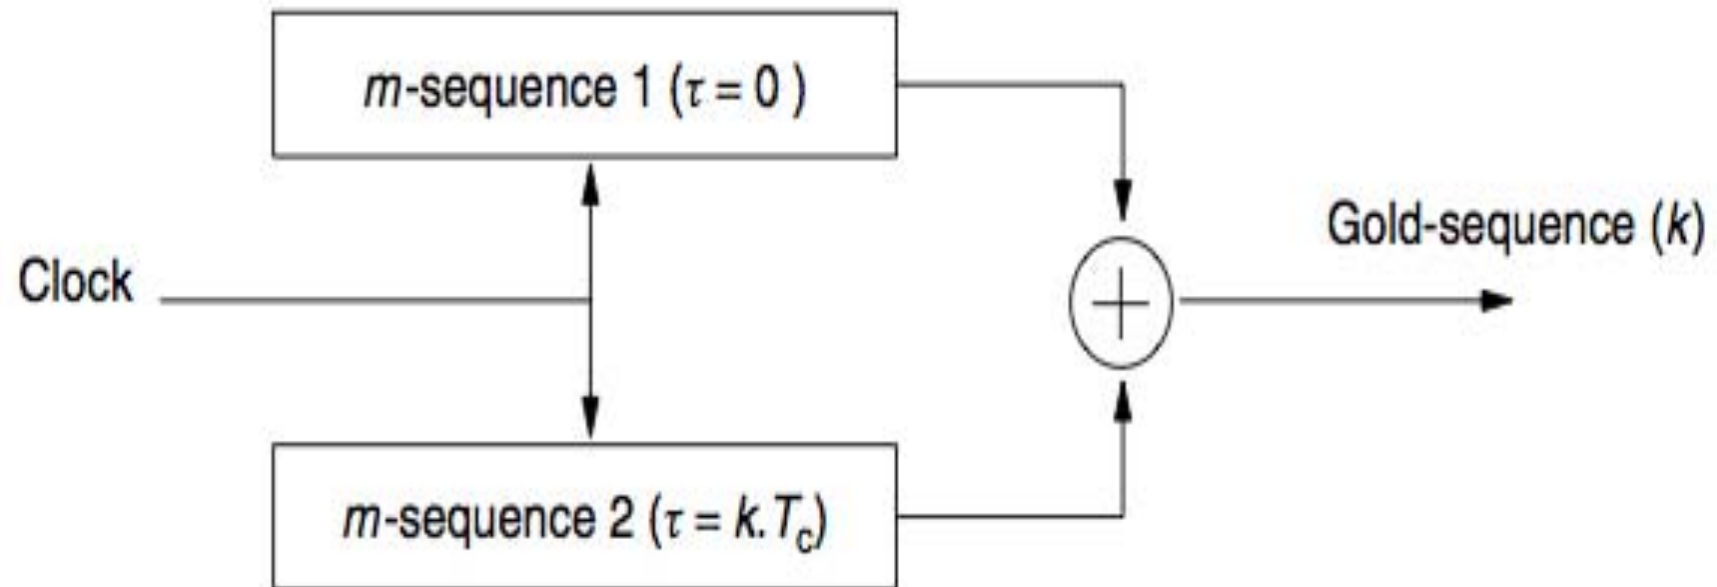 m-sequence 1 (τ = 0 )
Gold-sequence (k)
Clock
m-sequence 2 (τ = k.Tc)